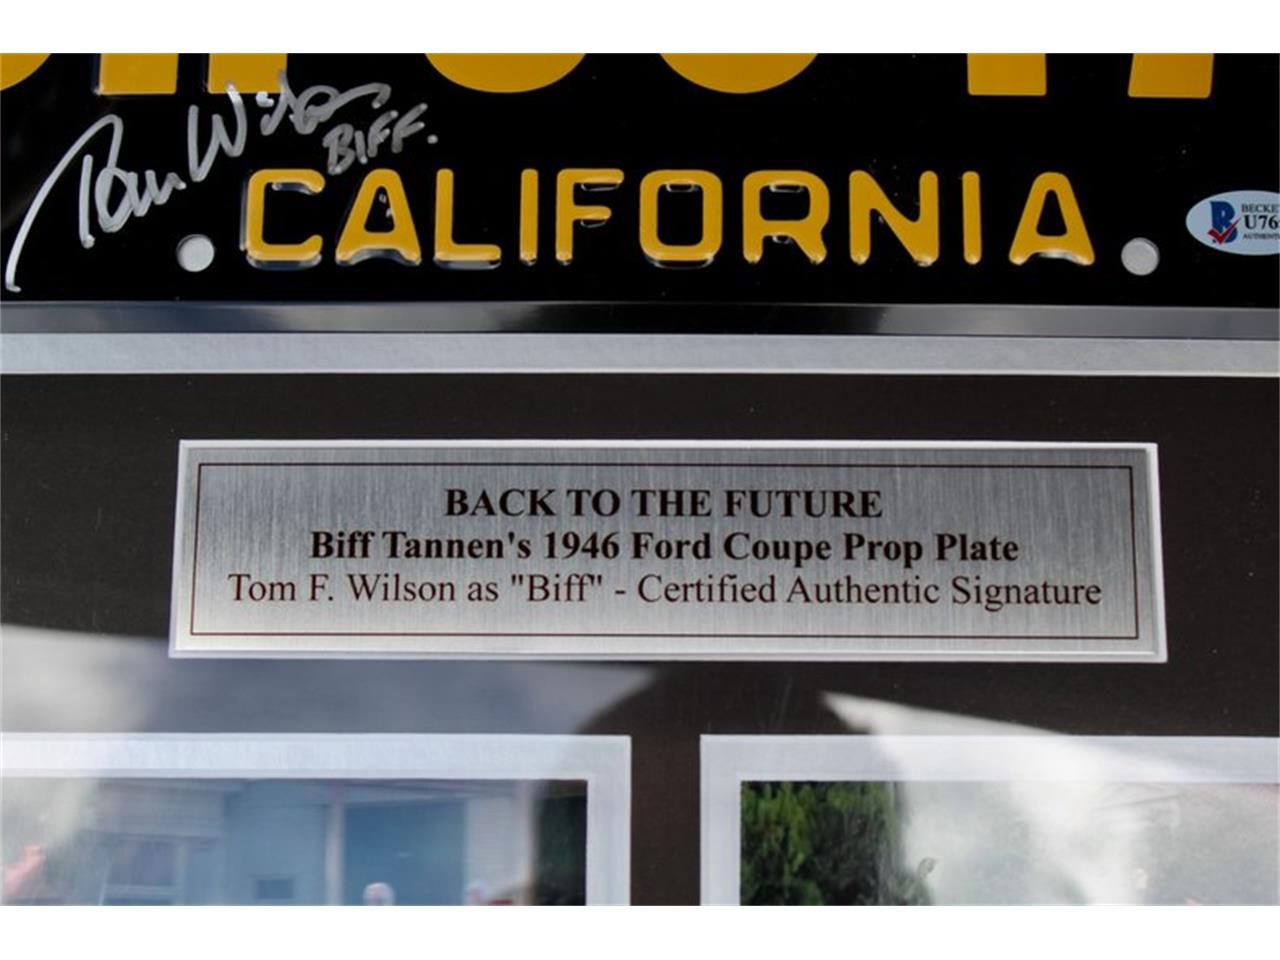 Tom Wilson
BIFF.
CALIFORNIA
BACK TO THE FUTURE
Biff Tannen's 1946 Ford Coupe Prop Plate
Tom F. Wilson as "Biff" - Certified Authentic Signature